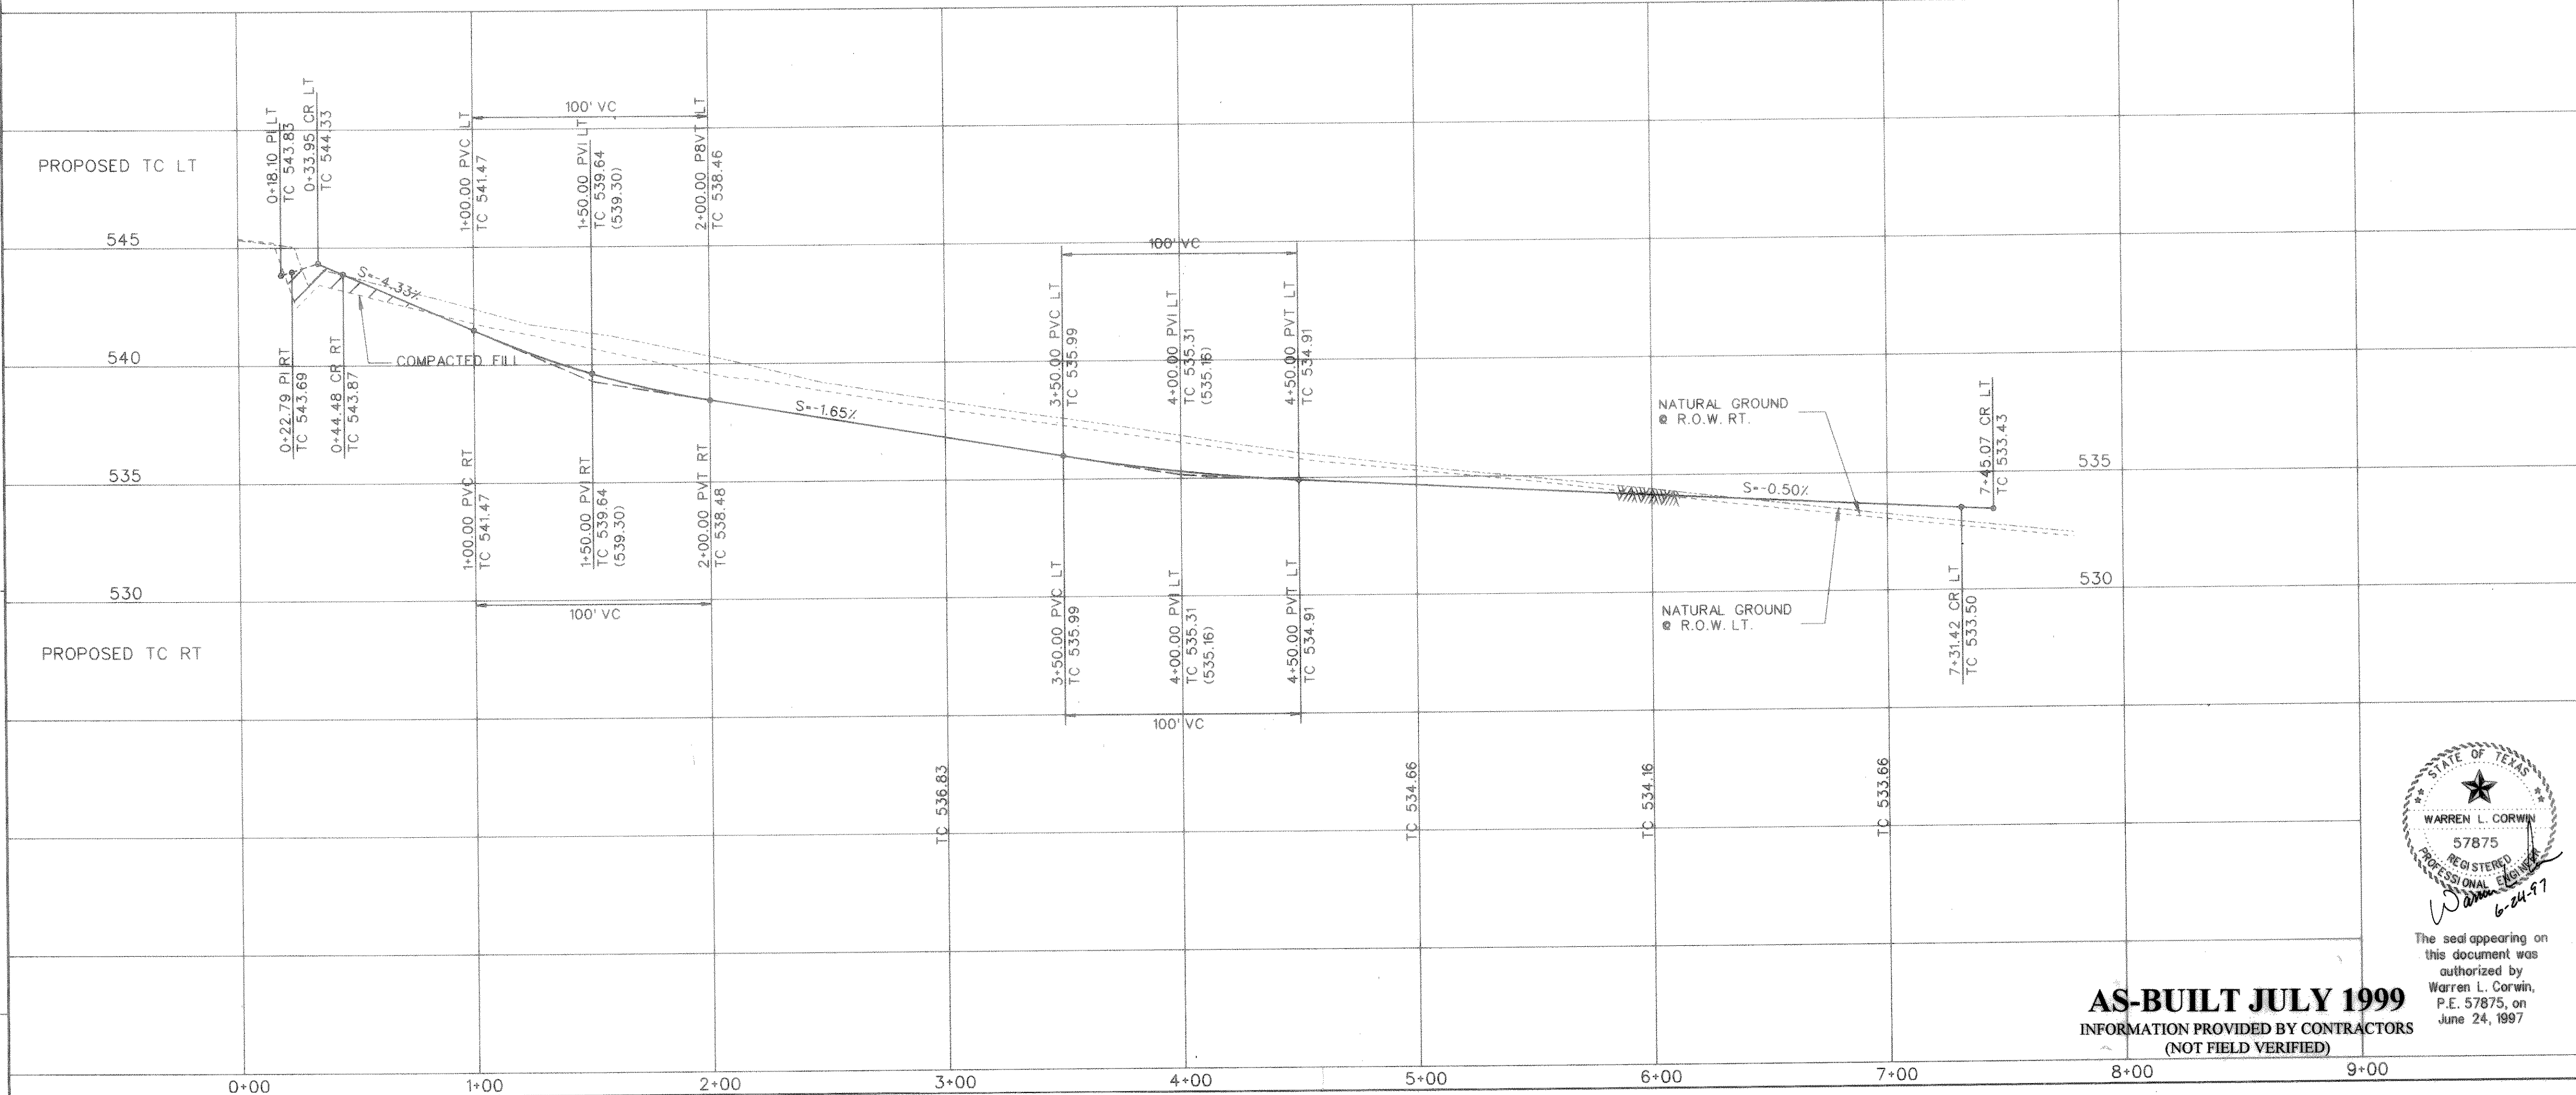 PROPOSED TC LT
0+18.10 PI LT
TC 543.83
0+33.95 CR LT
TC 544.33
1+00.00 PVC LT
TC 541.47
100' VC
1+50.00 PVI LT
TC 539.64
(539.30)
2+00.00 P8VT LT
TC 538.46
545
S=-4.33%
COMPACTED FILL
540
0+22.79 PI RT
TC 543.69
0+44.48 CR RT
TC 543.87
S=-1.65%
100' VC
3+50.00 PVC LT
TC 535.99
4+00.00 PVI LT
TC 535.31
(535.16)
4+50.00 PVT LT
TC 534.91
NATURAL GROUND
@ R.O.W. RT.
7+45.07 CR LT
TC 533.43
535
535
S=-0.50%
1+00.00 PVC RT
TC 541.47
1+50.00 PVI RT
TC 539.64
(539.30)
2+00.00 PVT RT
TC 538.48
100' VC
530
530
3+50.00 PVC LT
TC 535.99
4+00.00 PVI LT
TC 535.31
(535.16)
4+50.00 PVT LT
TC 534.91
100' VC
NATURAL GROUND
@ R.O.W. LT.
7+31.42 CR LT
TC 533.50
PROPOSED TC RT
TC 536.83
TC 534.66
TC 534.16
TC 533.66
STATE OF TEXAS
WARREN L. CORWIN
57875
REGISTERED
PROFESSIONAL ENGINEER
6-24-97
The seal appearing on
this document was
authorized by
Warren L. Corwin,
P.E. 57875, on
June 24, 1997
AS-BUILT JULY 1999
INFORMATION PROVIDED BY CONTRACTORS
(NOT FIELD VERIFIED)
0+00
1+00
2+00
3+00
4+00
5+00
6+00
7+00
8+00
9+00